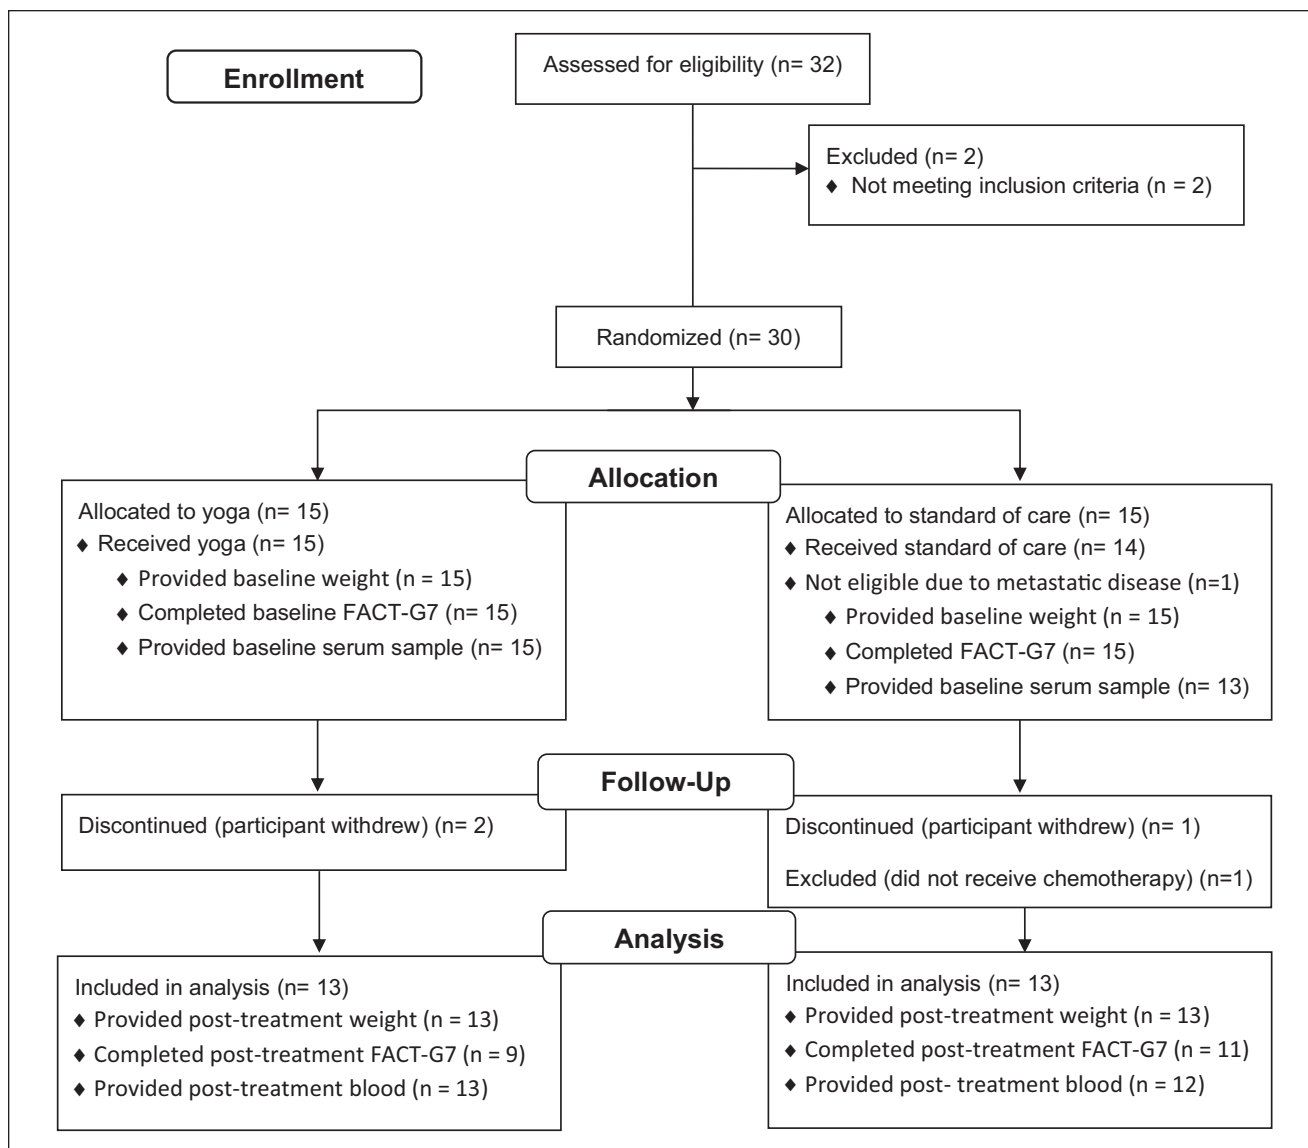 Enrollment
Assessed for eligibility (n= 32)
Excluded (n= 2)
♦ Not meeting inclusion criteria (n = 2)
Randomized (n= 30)
Allocation
Allocated to yoga (n= 15)
♦ Received yoga (n= 15)
♦ Provided baseline weight (n = 15)
♦ Completed baseline FACT-G7 (n= 15)
♦ Provided baseline serum sample (n= 15)
Allocated to standard of care (n= 15)
♦ Received standard of care (n= 14)
♦ Not eligible due to metastatic disease (n=1)
♦ Provided baseline weight (n = 15)
♦ Completed FACT-G7 (n= 15)
♦ Provided baseline serum sample (n= 13)
Follow-Up
Discontinued (participant withdrew) (n= 2)
Discontinued (participant withdrew) (n= 1)
Excluded (did not receive chemotherapy) (n=1)
Analysis
Included in analysis (n= 13)
♦ Provided post-treatment weight (n = 13)
♦ Completed post-treatment FACT-G7 (n = 9)
♦ Provided post-treatment blood (n = 13)
Included in analysis (n= 13)
♦ Provided post-treatment weight (n = 13)
♦ Completed post-treatment FACT-G7 (n = 11)
♦ Provided post- treatment blood (n = 12)